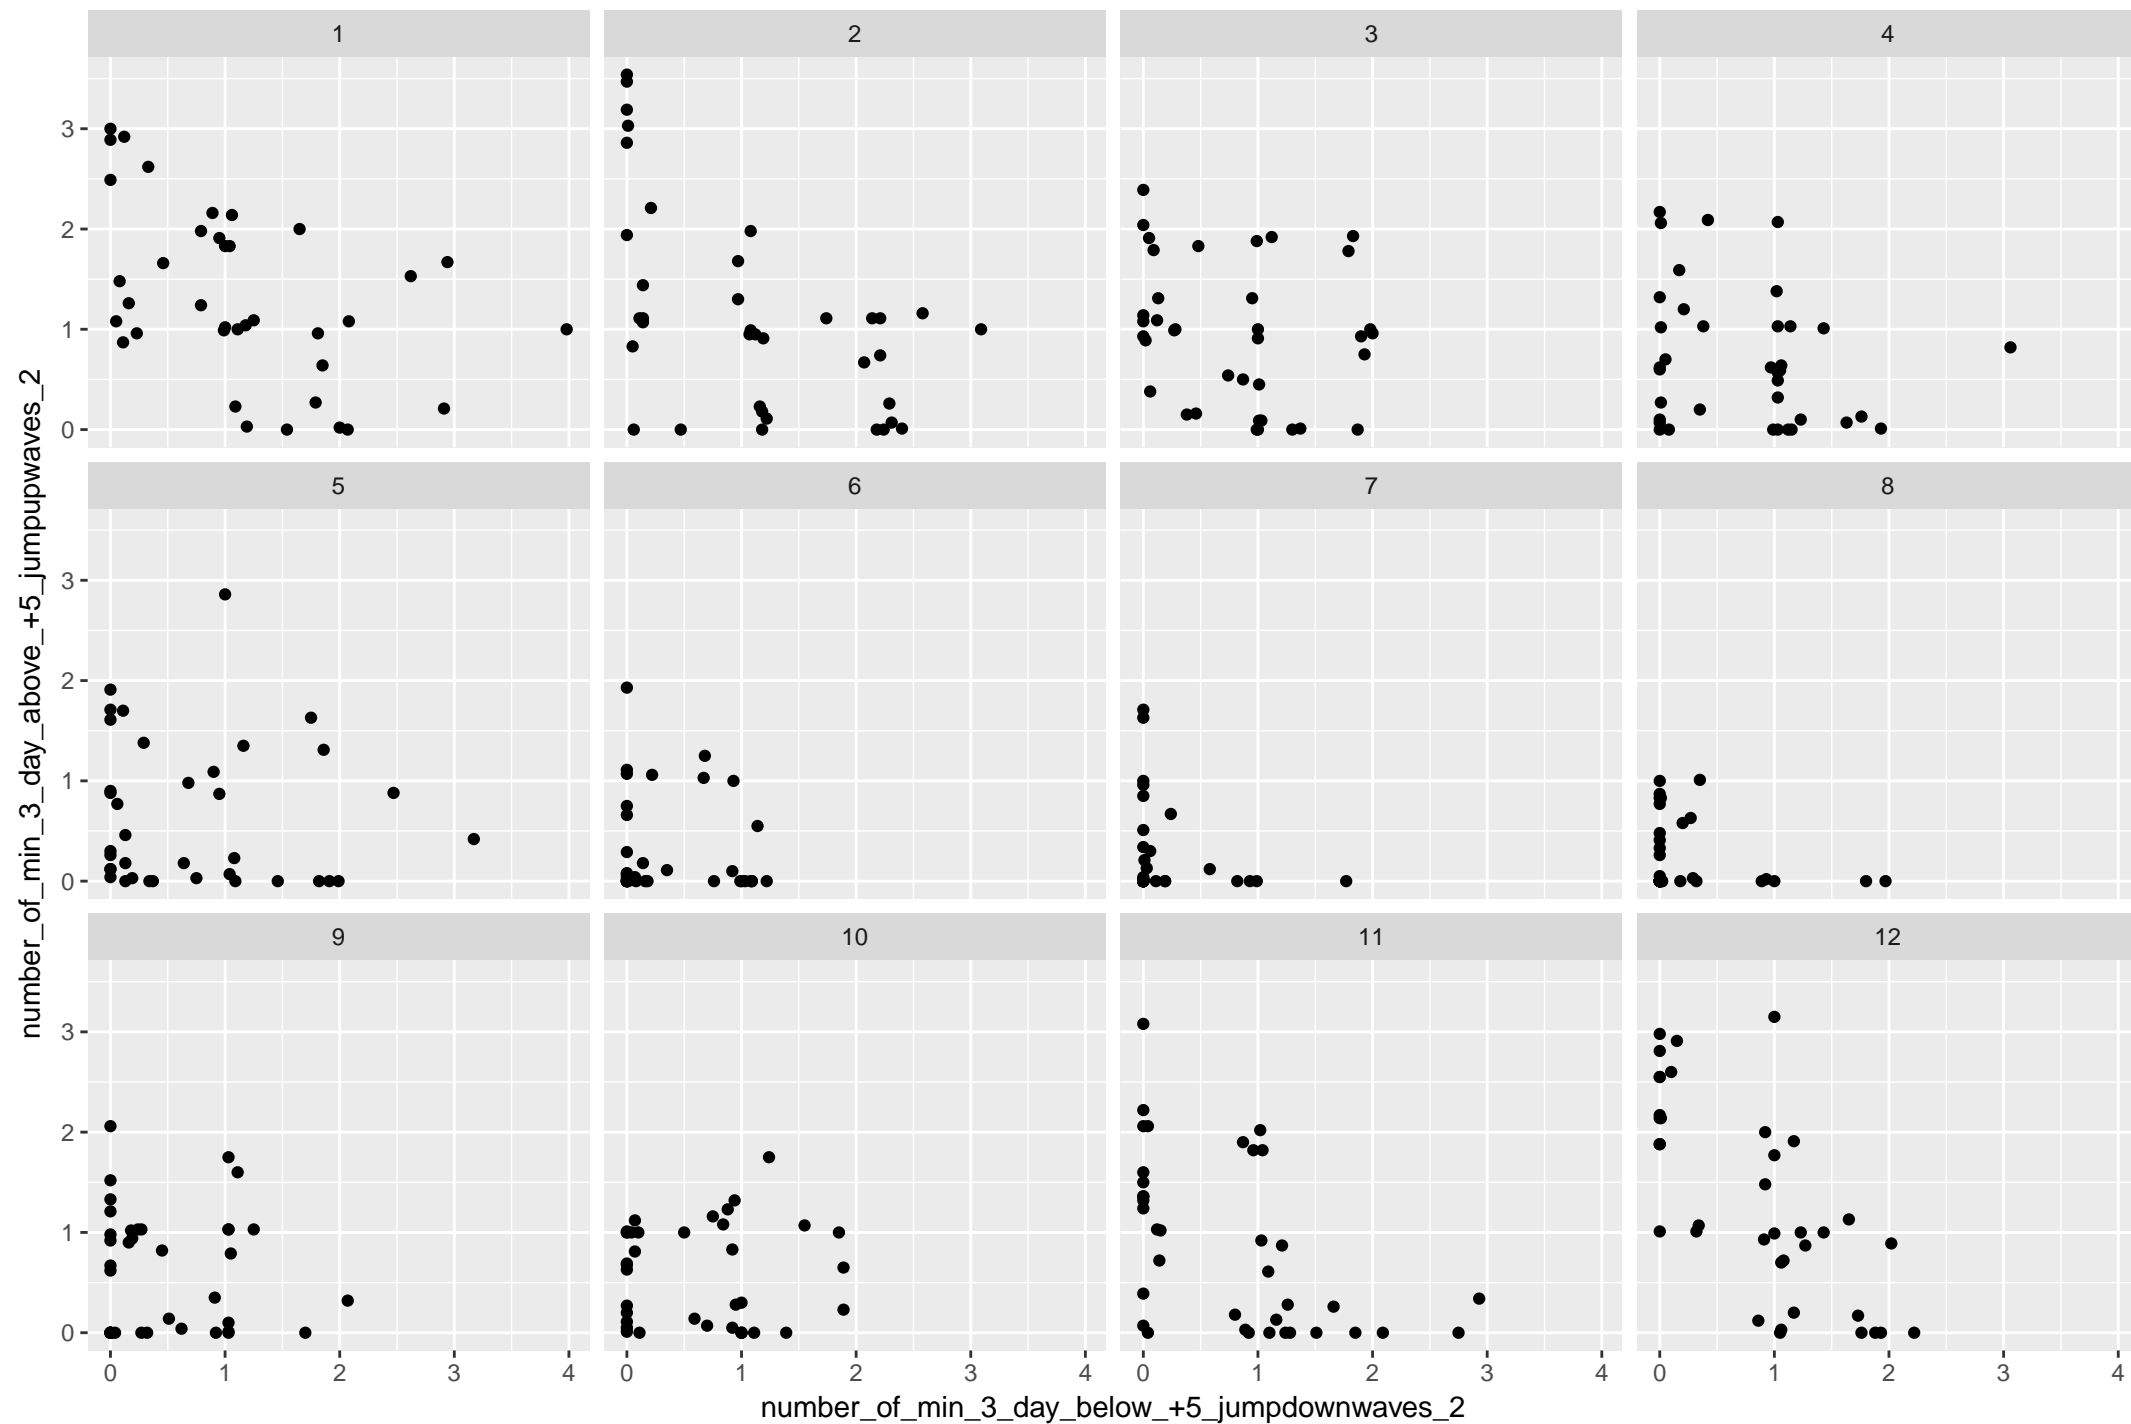 1 2 3 4
3
2
1
0
5 6 7 8
3
2
1
0
9 10 11 12
3
2
1
0
0 1 2 3 4 0 1 2 3 4 0 1 2 3 4 0 1 2 3 4
number_of_min_3_day_below_+5_jumpdownwaves_2
number_of_min_3_day_above_+5_jumpupwaves_2